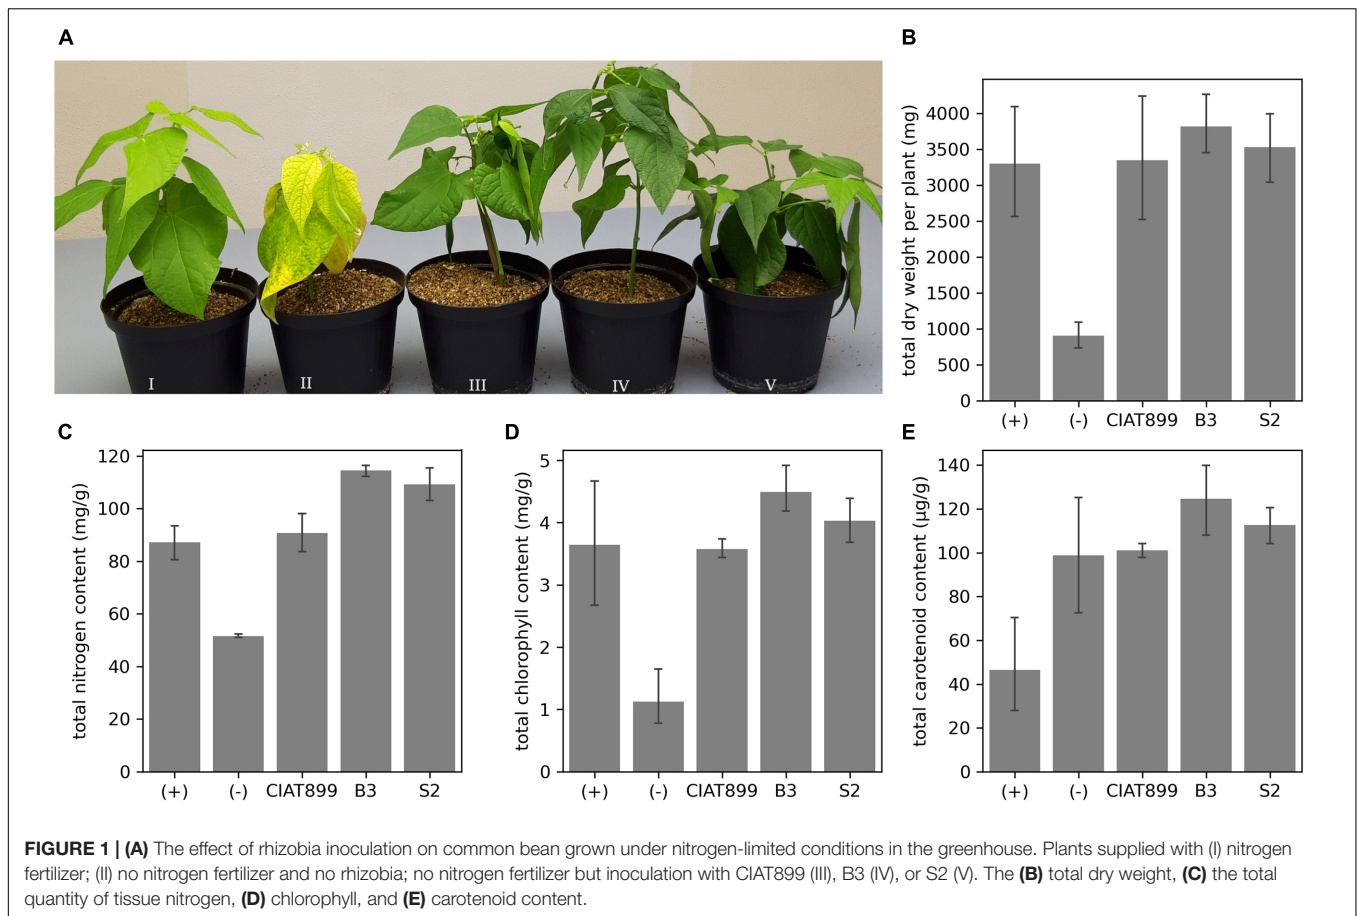 A
I
II
III
IV
V
B
total dry weight per plant (mg)
4000
3500
3000
2500
2000
1500
1000
500
0
(+) (-) CIAT899 B3 S2
C
total nitrogen content (mg/g)
120
100
80
60
40
20
0
(+) (-) CIAT899 B3 S2
D
total chlorophyll content (mg/g)
5
4
3
2
1
0
(+) (-) CIAT899 B3 S2
E
total carotenoid content (µg/g)
140
120
100
80
60
40
20
0
(+) (-) CIAT899 B3 S2
FIGURE 1 | (A) The effect of rhizobia inoculation on common bean grown under nitrogen-limited conditions in the greenhouse. Plants supplied with (I) nitrogen
fertilizer; (II) no nitrogen fertilizer and no rhizobia; no nitrogen fertilizer but inoculation with CIAT899 (III), B3 (IV), or S2 (V). The (B) total dry weight, (C) the total
quantity of tissue nitrogen, (D) chlorophyll, and (E) carotenoid content.